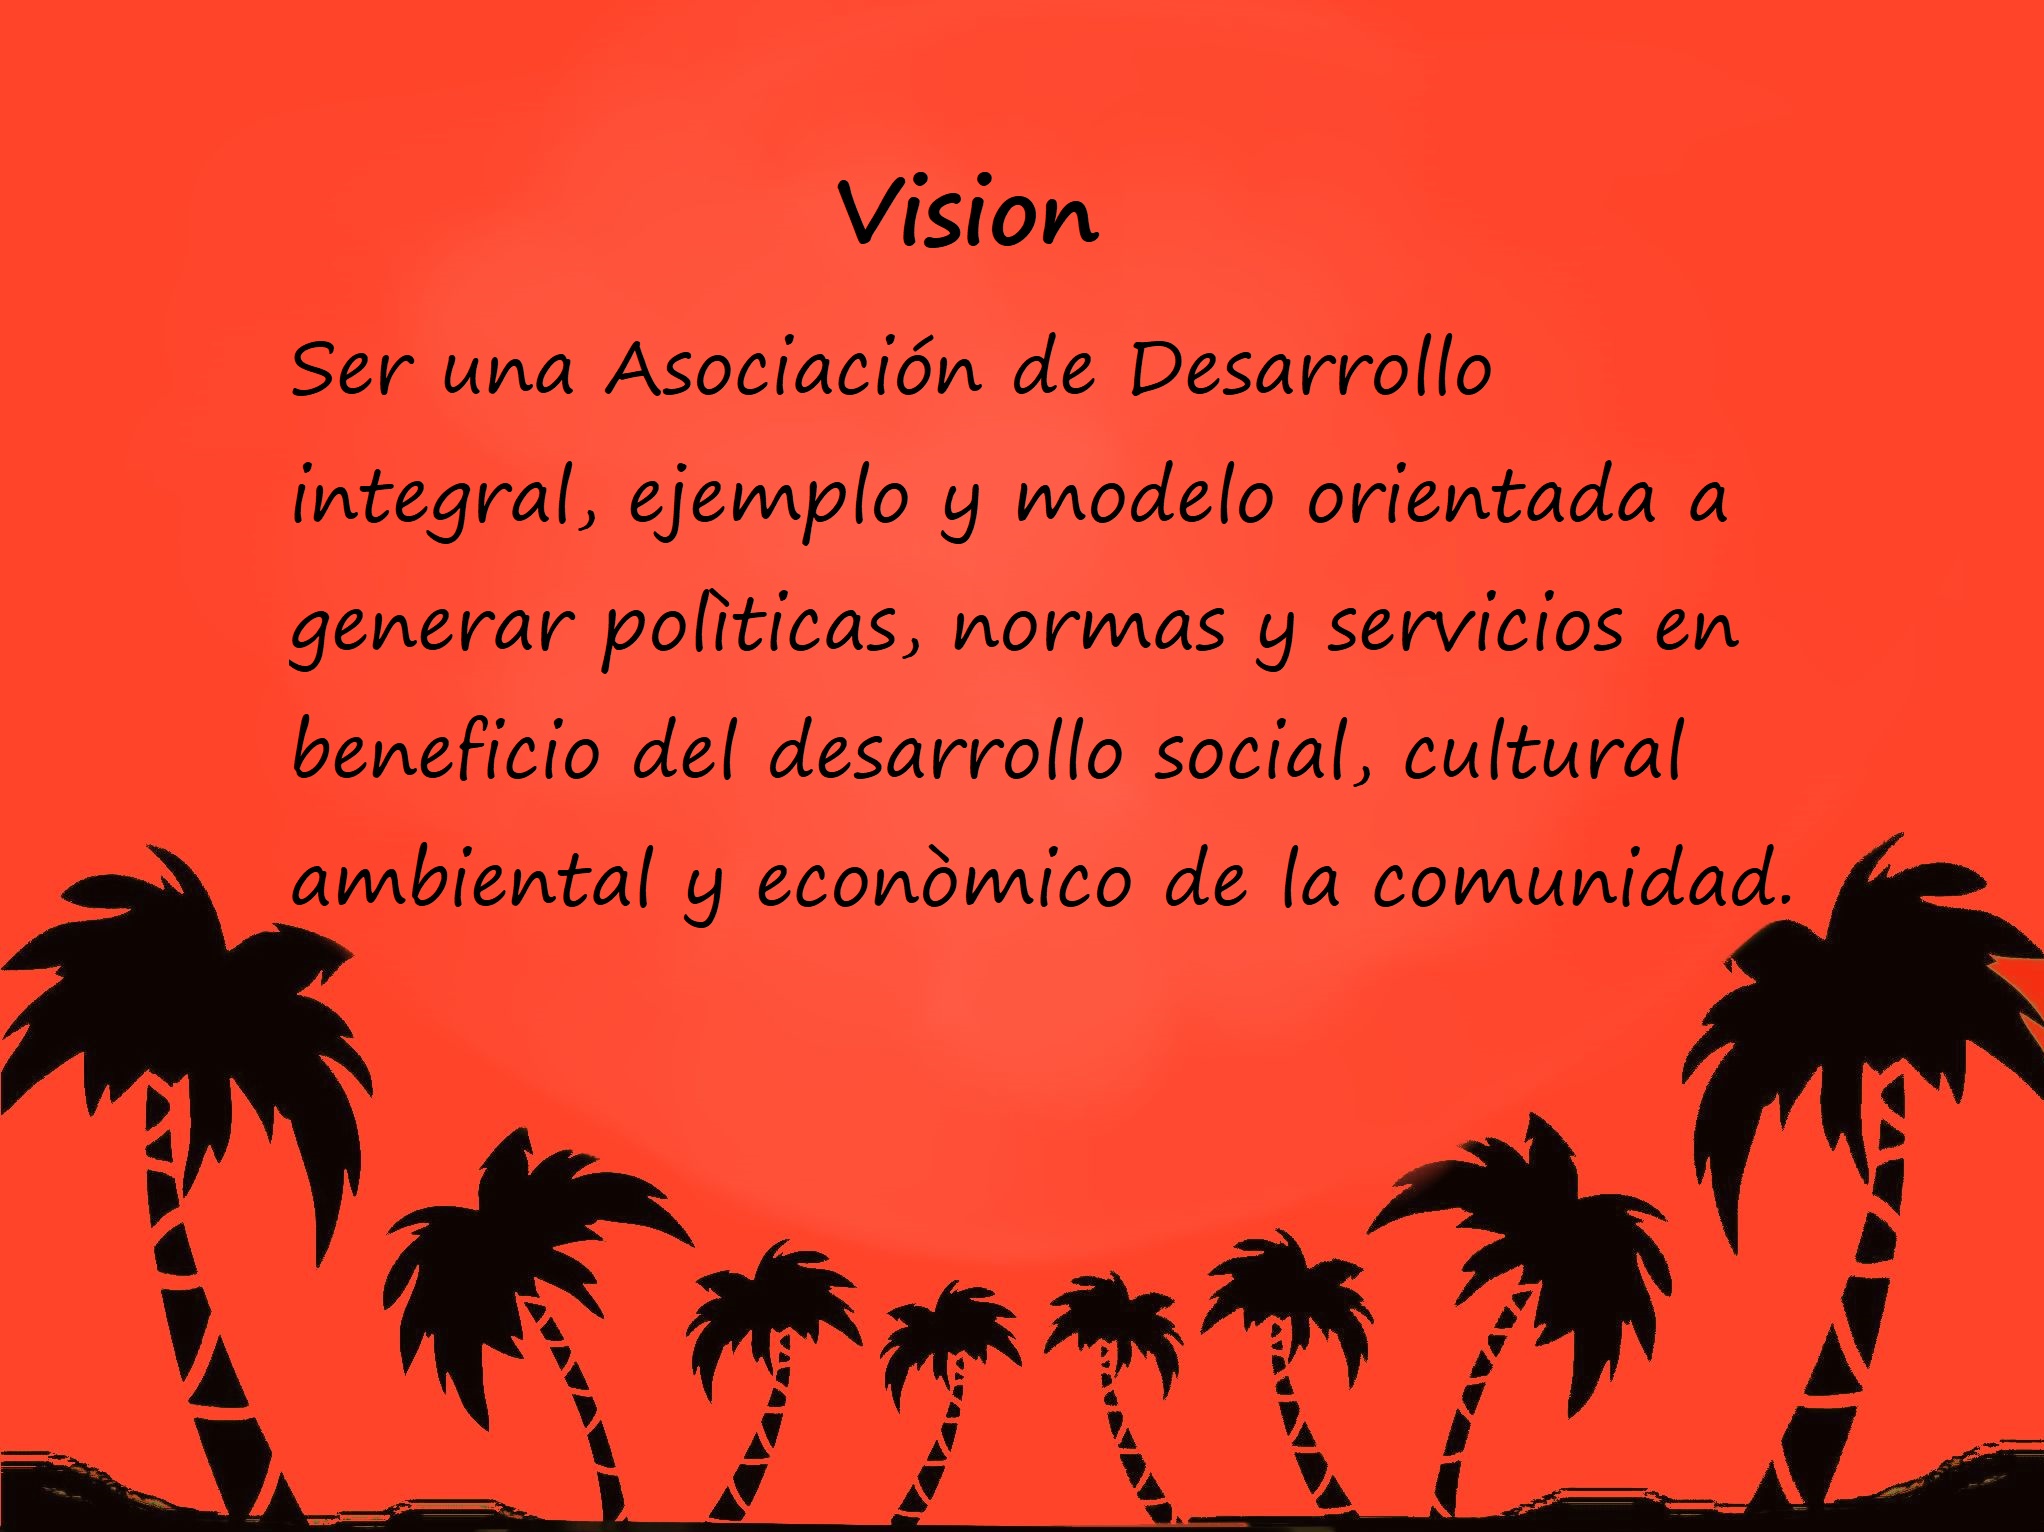 Vision
Ser una Asociación de Desarrollo
integral, ejemplo y modelo orientada a
generar polìticas, normas y servicios en
beneficio del desarrollo social, cultural
ambiental y econòmico de la comunidad.